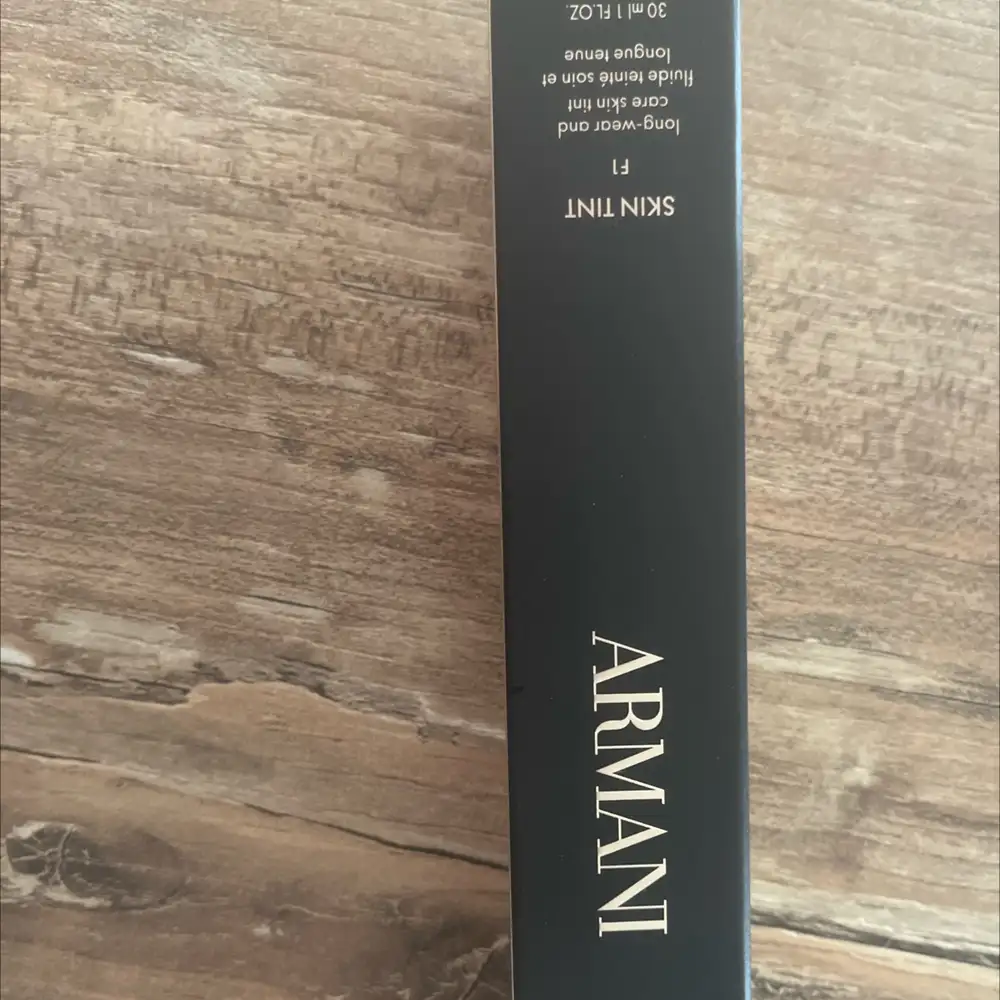 ARMANI
SKIN TINT
F1
long-wear and
care skin tint
fluide teinté soin et
longue tenue
30 ml 1 FL.OZ.